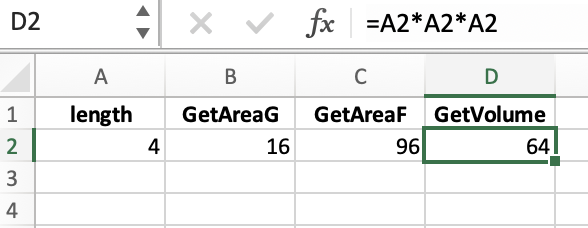 D2 fx =A2*A2*A2
A B C D
1 length GetAreaG GetAreaF GetVolume
2 4 16 96 64
3
4